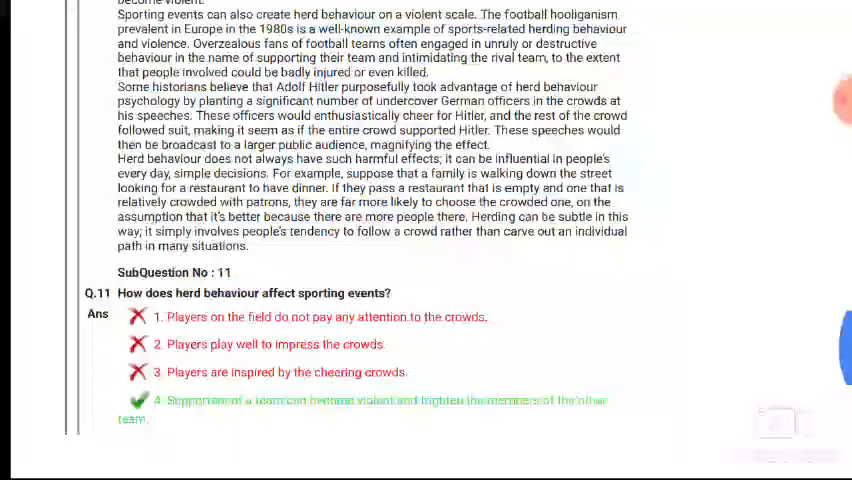 become violent.
Sporting events can also create herd behaviour on a violent scale. The football hooliganism
prevalent in Europe in the 1980s is a well-known example of sports-related herding behaviour
and violence. Overzealous fans of football teams often engaged in unruly or destructive
behaviour in the name of supporting their team and intimidating the rival team, to the extent
that people involved could be badly injured or even killed.
Some historians believe that Adolf Hitler purposefully took advantage of herd behaviour
psychology by planting a significant number of undercover German officers in the crowds at
his speeches. These officers would enthusiastically cheer for Hitler, and the rest of the crowd
followed suit, making it seem as if the entire crowd supported Hitler. These speeches would
then be broadcast to a larger public audience, magnifying the effect.
Herd behaviour does not always have such harmful effects; it can be influential in people's
every day, simple decisions. For example, suppose that a family is walking down the street
looking for a restaurant to have dinner. If they pass a restaurant that is empty and one that is
relatively crowded with patrons, they are far more likely to choose the crowded one, on the
assumption that it's better because there are more people there. Herding can be subtle in this
way; it simply involves people's tendency to follow a crowd rather than carve out an individual
path in many situations.
SubQuestion No : 11
Q.11 How does herd behaviour affect sporting events?
Ans 1. Players on the field do not pay any attention to the crowds.
2. Players play well to impress the crowds.
3. Players are inspired by the cheering crowds.
4. Supporters of a team can become violent and frighten the members of the other
team.